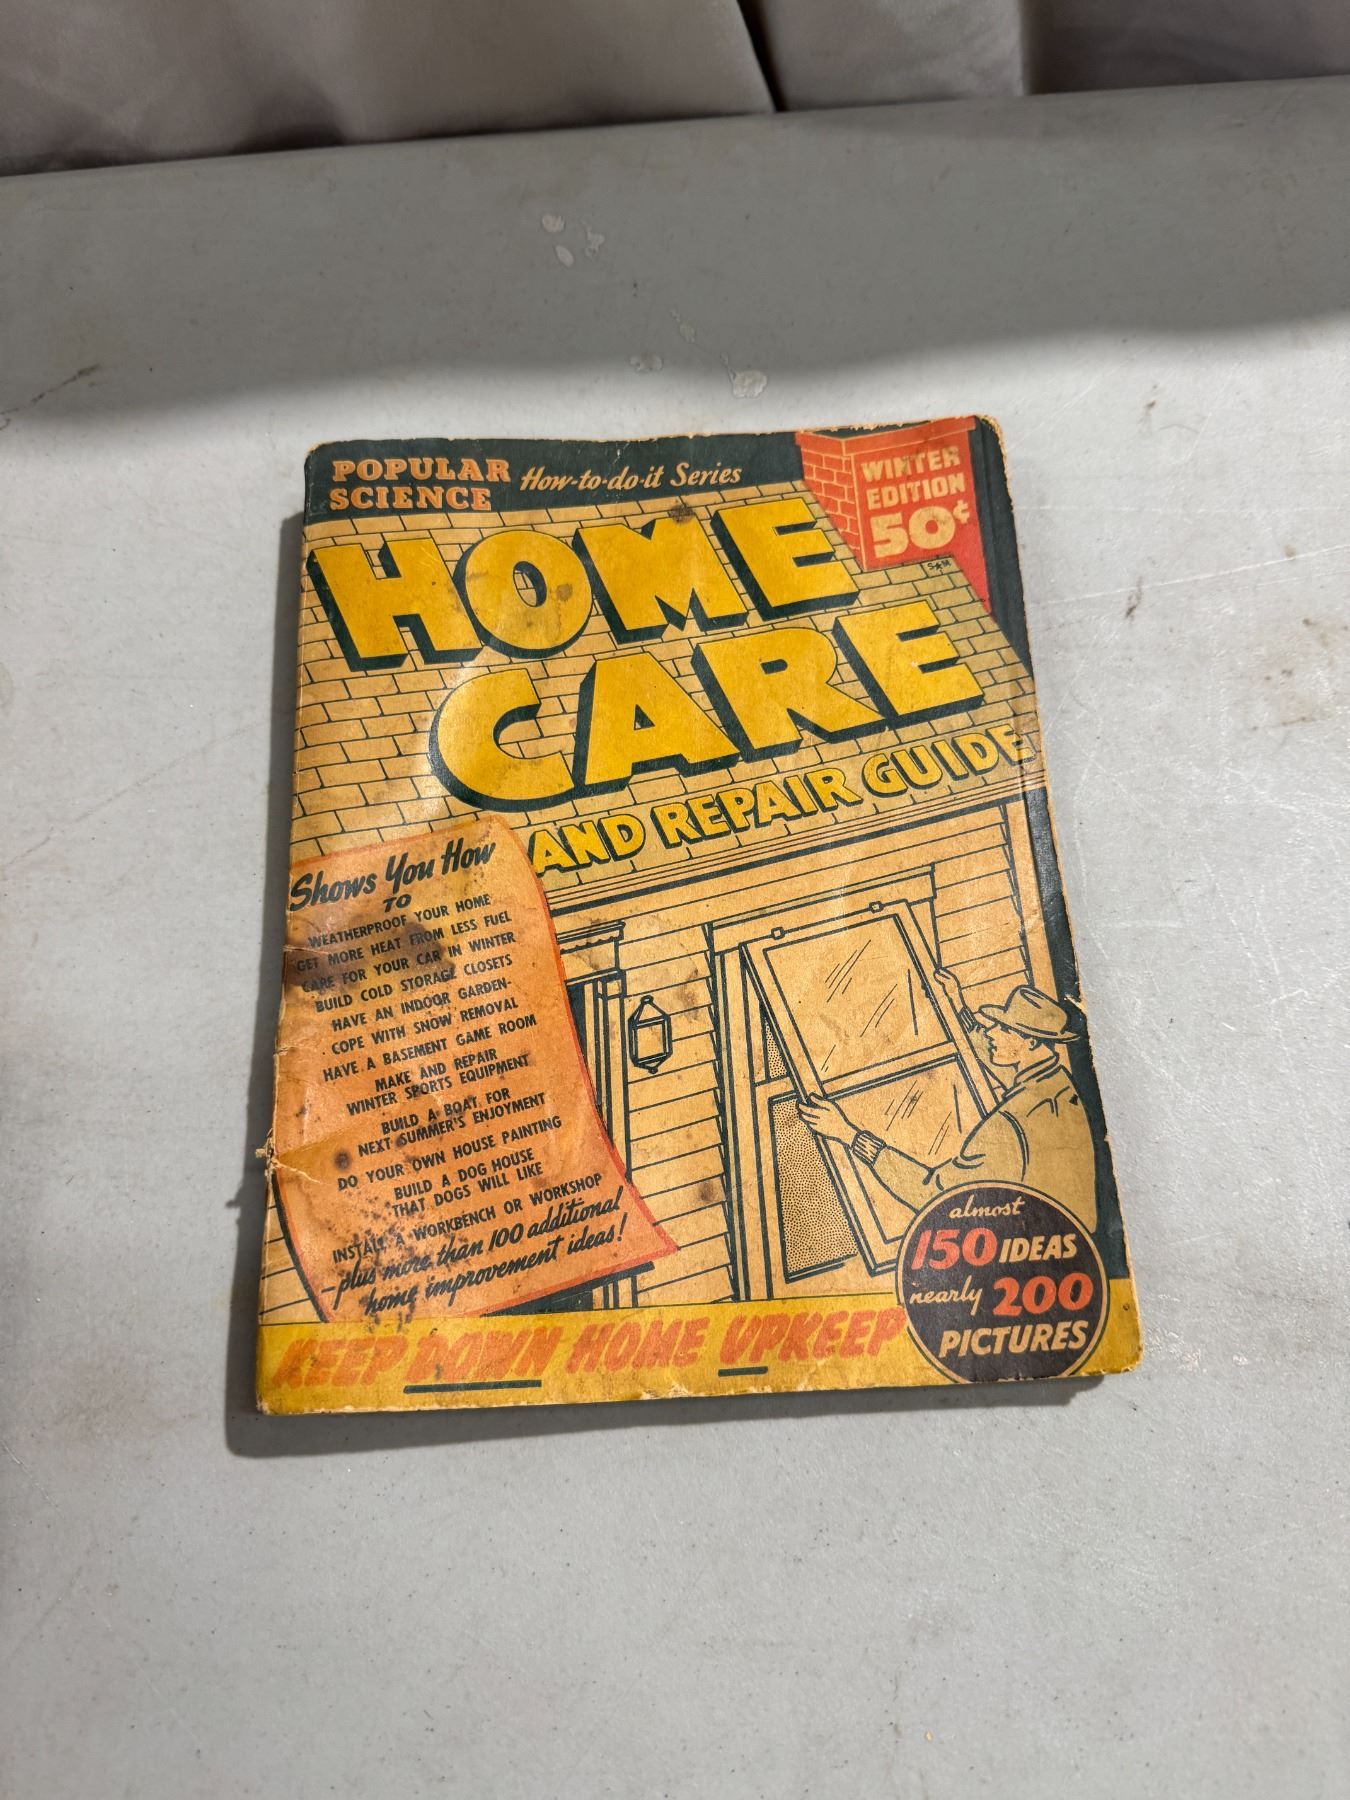 POPULAR
SCIENCE
How-to-do-it Series
WINTER
EDITION
50¢
S★M
HOME
CARE
AND REPAIR GUIDE
Shows You How
TO
WEATHERPROOF YOUR HOME
GET MORE HEAT FROM LESS FUEL
CARE FOR YOUR CAR IN WINTER
BUILD COLD STORAGE CLOSETS
HAVE AN INDOOR GARDEN
COPE WITH SNOW REMOVAL
HAVE A BASEMENT GAME ROOM
MAKE AND REPAIR
WINTER SPORTS EQUIPMENT
BUILD A BOAT FOR
NEXT SUMMER'S ENJOYMENT
DO YOUR OWN HOUSE PAINTING
BUILD A DOG HOUSE
THAT DOGS WILL LIKE
INSTALL A WORKBENCH OR WORKSHOP
—plus more than 100 additional
home improvement ideas!
almost
150 IDEAS
nearly 200
PICTURES
KEEP DOWN HOME UPKEEP